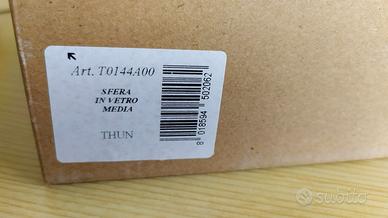 Art. T0144A00
SFERA
IN VETRO
MEDIA
THUN
8 018594 502062
subito